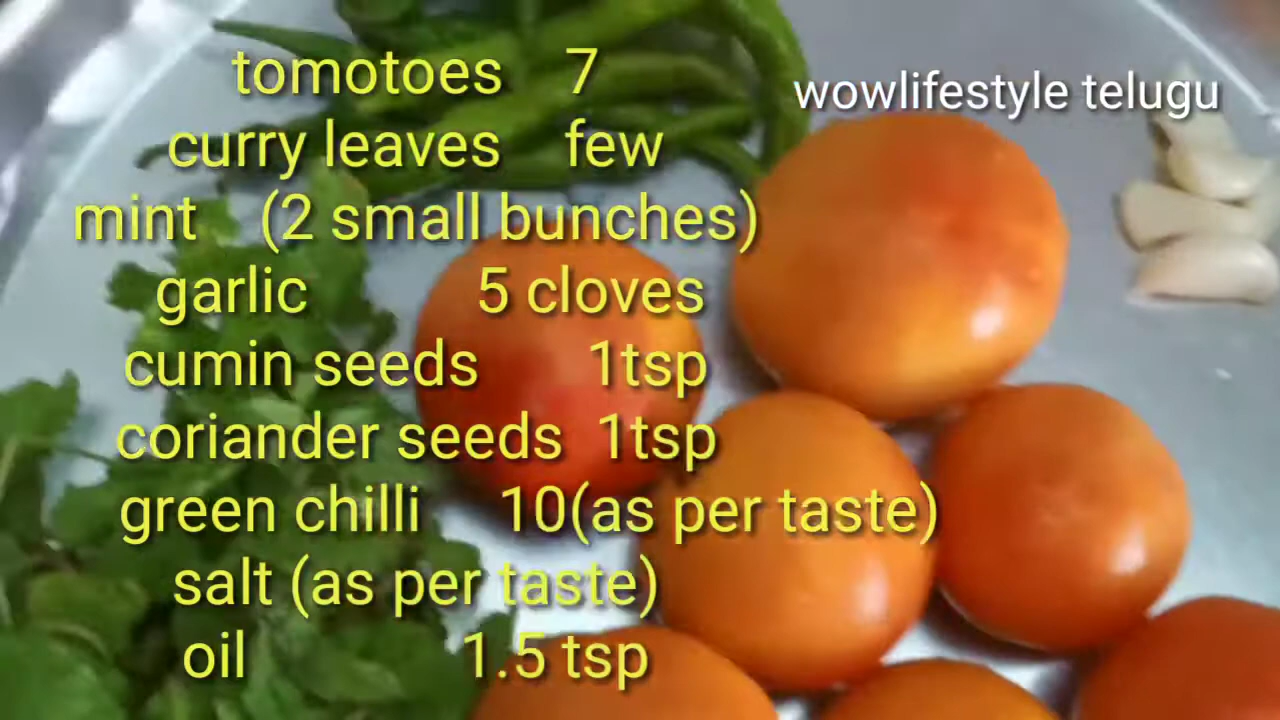 tomotoes 7
wowlifestyle telugu
curry leaves few
mint (2 small bunches)
garlic 5 cloves
cumin seeds 1tsp
coriander seeds 1tsp
green chilli 10(as per taste)
salt (as per taste)
oil 1.5 tsp